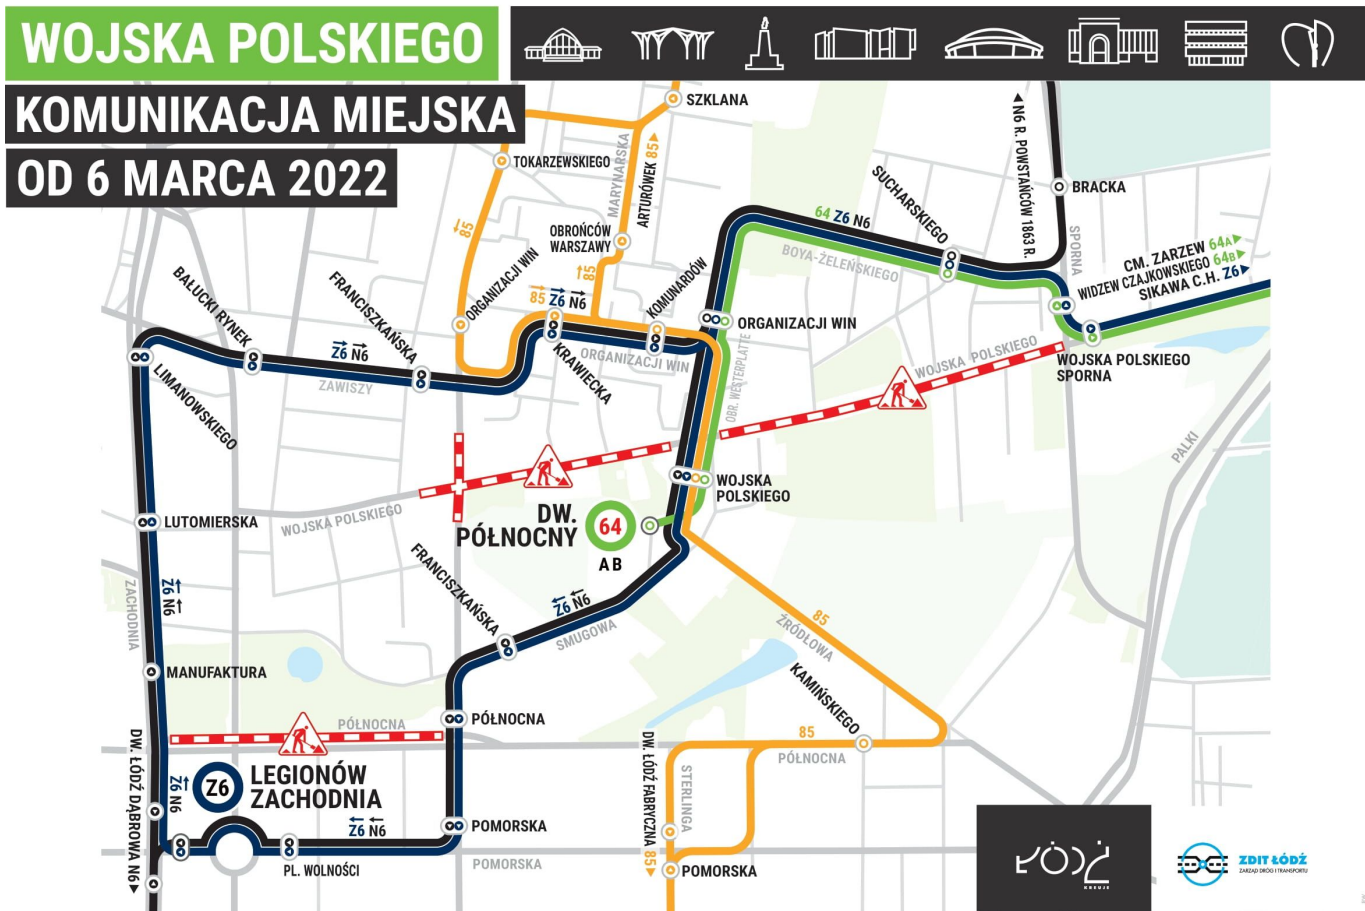 WOJSKA POLSKIEGO
KOMUNIKACJA MIEJSKA
OD 6 MARCA 2022
SZKLANA
TOKARZEWSKIEGO
MARYNARSKA
ARTURÓWEK 85
85
OBROŃCÓW
WARSZAWY
85
ORGANIZACJI WIN
BAŁUCKI RYNEK
FRANCISZKAŃSKA
85 Z6 N6
KOMUNARDÓW
64 Z6 N6
SUCHARSKIEGO
BOYA-ŻELEŃSKIEGO
N6 R. POWSTAŃCÓW 1863 R.
BRACKA
SPORNA
CM. ZARZEW 64A
WIDZEW CZAJKOWSKIEGO 64B
SIKAWA C.H. Z6
ORGANIZACJI WIN
Z6 N6
ZAWISZY
LIMANOWSKIEGO
KRAWIECKA
ORGANIZACJI WIN
OBR. WESTERPLATTE
WOJSKA POLSKIEGO
WOJSKA POLSKIEGO
SPORNA
PALKI
WOJSKA
POLSKIEGO
LUTOMIERSKA
WOJSKA POLSKIEGO
DW.
PÓŁNOCNY
64
A B
ZACHODNIA
Z6 N6
FRANCISZKAŃSKA
Z6 N6
SMUGOWA
85
ŹRÓDŁOWA
MANUFAKTURA
KAMIŃSKIEGO
PÓŁNOCNA
PÓŁNOCNA
85
PÓŁNOCNA
DW. ŁÓDŹ DĄBROWA N6
Z6 N6
Z6
LEGIONÓW
ZACHODNIA
DW. ŁÓDŹ FABRYCZNA 85
STERLINGA
Z6 N6
POMORSKA
PL. WOLNOŚCI
POMORSKA
POMORSKA
ŁÓDŹ
KREUJE
ZDIT ŁÓDŹ
ZARZĄD DRÓG I TRANSPORTU